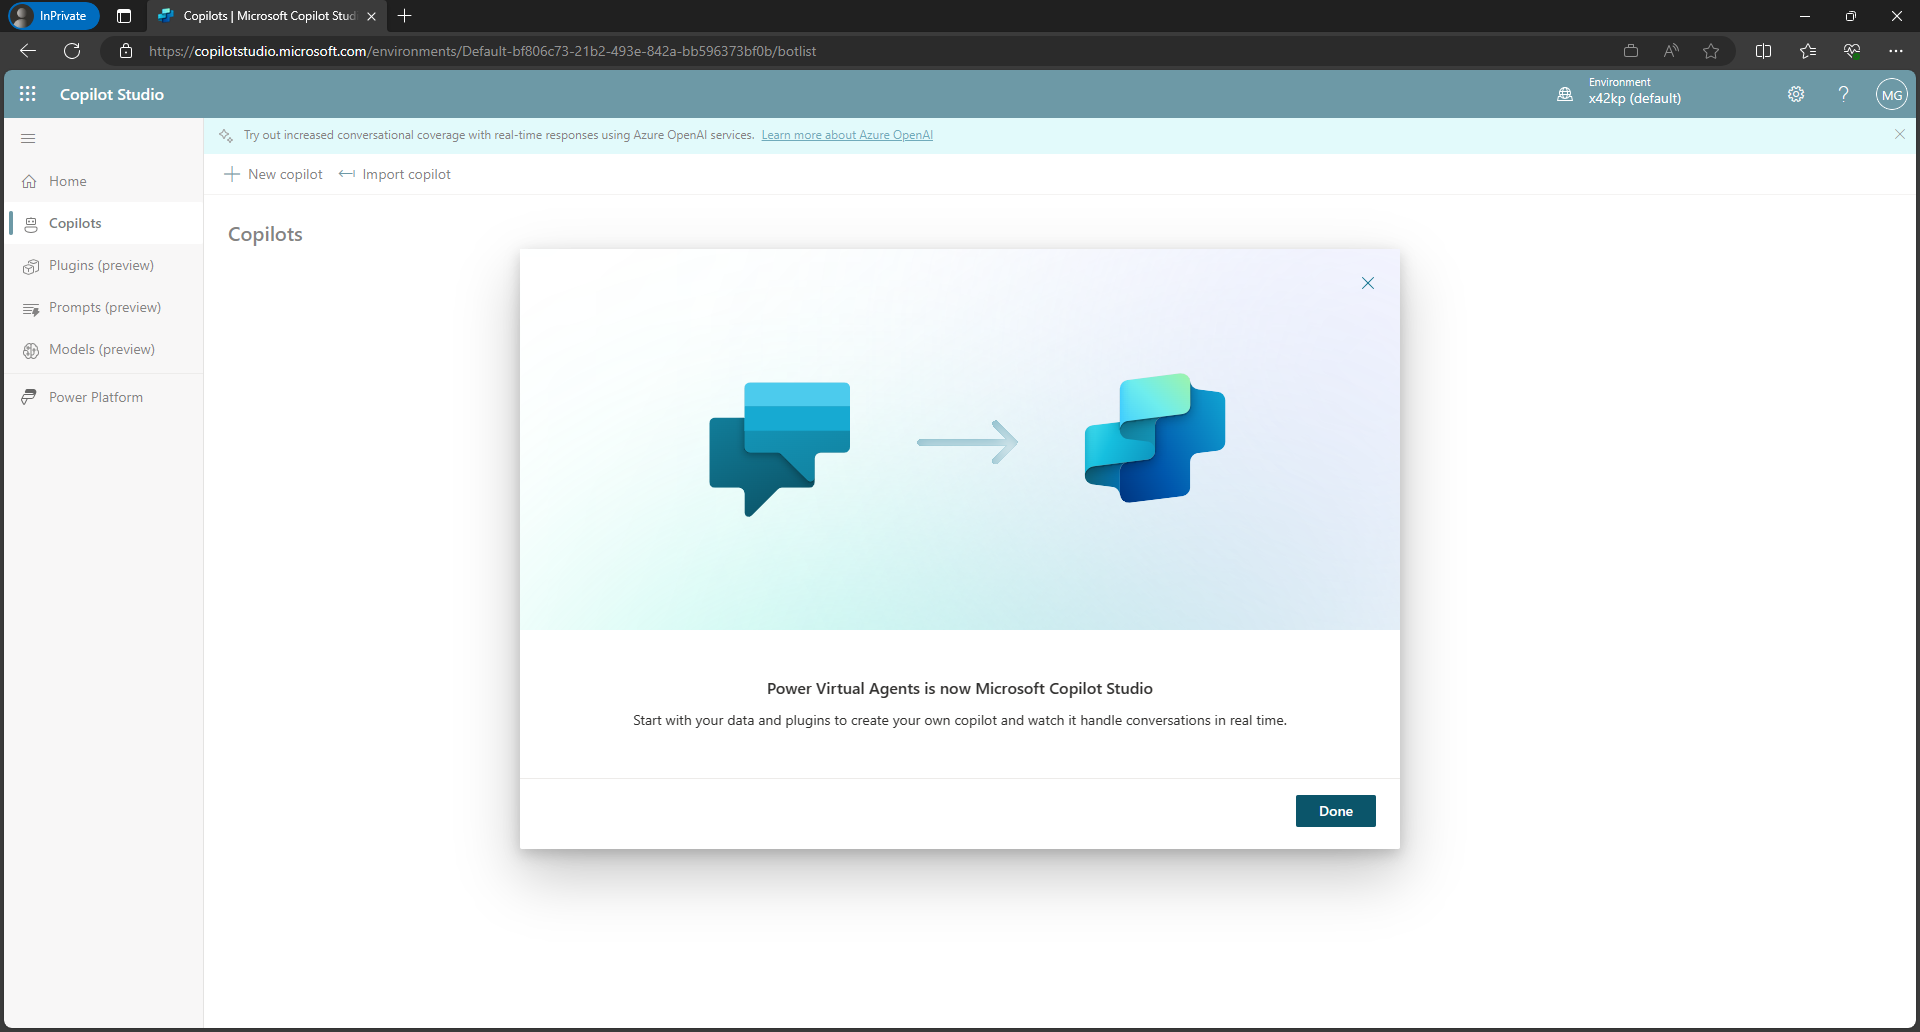 InPrivate
Copilots | Microsoft Copilot Studi
https://copilotstudio.microsoft.com/environments/Default-bf806c73-21b2-493e-842a-bb596373bf0b/botlist
Copilot Studio
Environment
x42kp (default)
?
MG
Try out increased conversational coverage with real-time responses using Azure OpenAI services. Learn more about Azure OpenAI
New copilot
Import copilot
Home
Copilots
Plugins (preview)
Prompts (preview)
Models (preview)
Power Platform
Copilots
Power Virtual Agents is now Microsoft Copilot Studio
Start with your data and plugins to create your own copilot and watch it handle conversations in real time.
Done